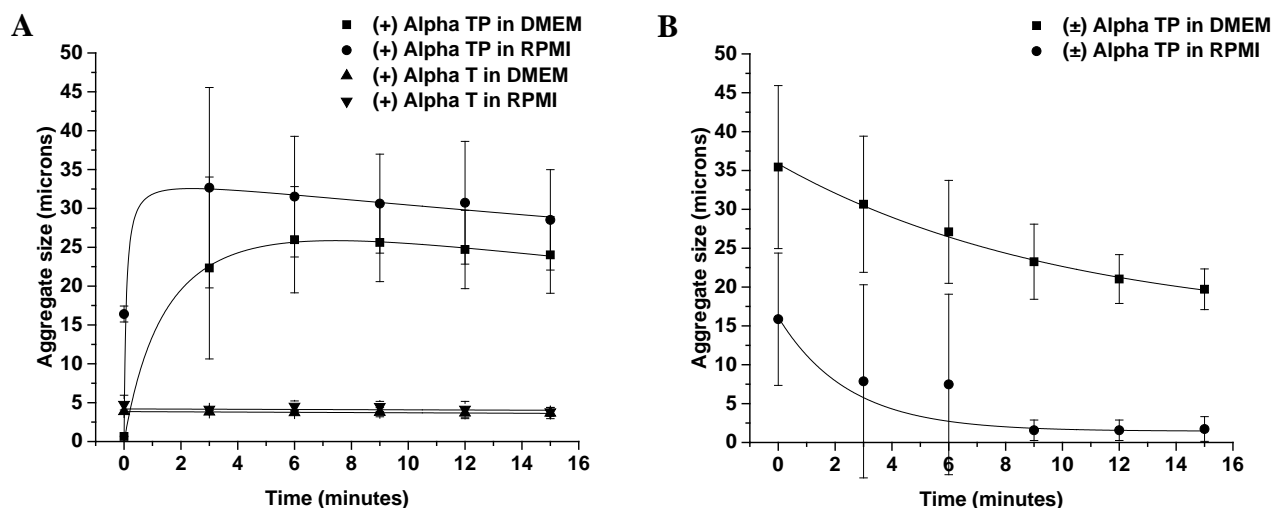 A
(+) Alpha TP in DMEM
(+) Alpha TP in RPMI
(+) Alpha T in DMEM
(+) Alpha T in RPMI
50
45
40
35
30
25
20
15
10
5
0
Aggregate size (microns)
0 2 4 6 8 10 12 14 16
Time (minutes)
B
(±) Alpha TP in DMEM
(±) Alpha TP in RPMI
50
45
40
35
30
25
20
15
10
5
0
Aggregate size (microns)
0 2 4 6 8 10 12 14 16
Time (minutes)